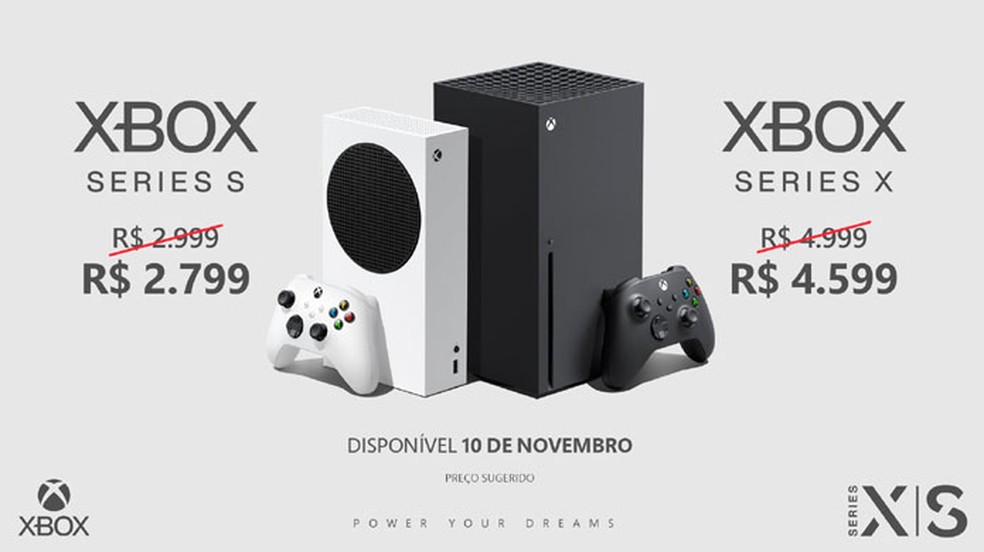 XBOX
SERIES S
R$ 2.999
R$ 2.799
XBOX
SERIES X
R$ 4.999
R$ 4.599
DISPONÍVEL 10 DE NOVEMBRO
PREÇO SUGERIDO
POWER YOUR DREAMS
XBOX
SERIES X|S